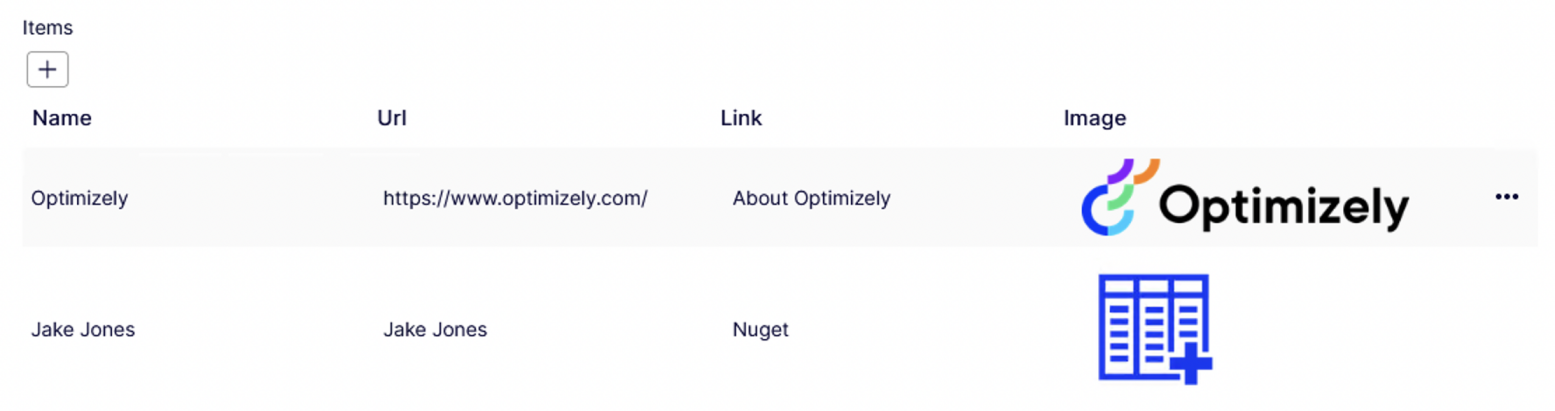 Items
+
Name Url Link Image
Optimizely https://www.optimizely.com/ About Optimizely Optimizely •••
Jake Jones Jake Jones Nuget